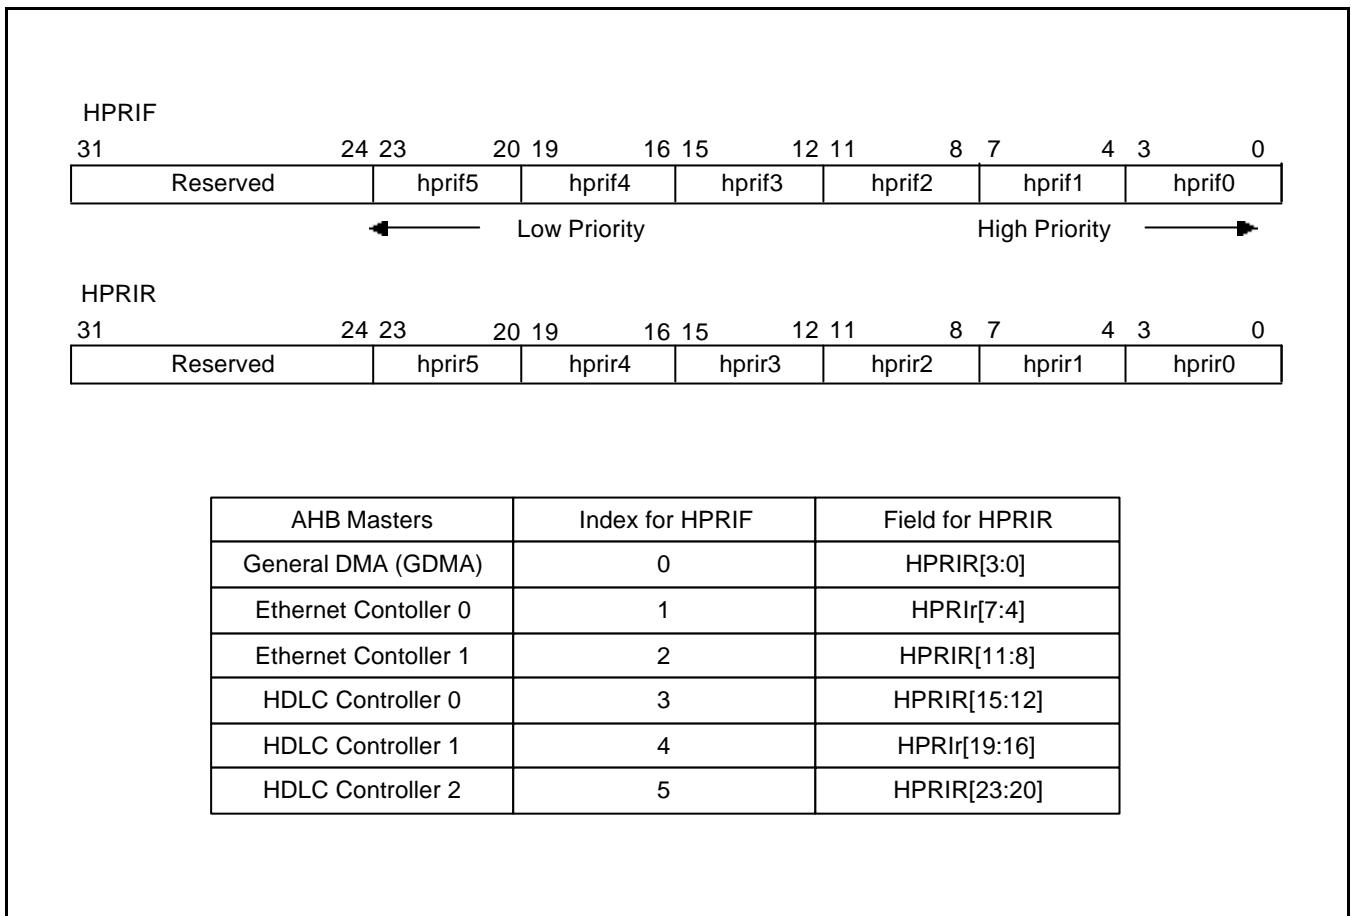 HPRIF
31 24 23 20 19 16 15 12 11 8 7 4 3 0
Reserved hprif5 hprif4 hprif3 hprif2 hprif1 hprif0
Low Priority High Priority
HPRIR
31 24 23 20 19 16 15 12 11 8 7 4 3 0
Reserved hprir5 hprir4 hprir3 hprir2 hprir1 hprir0
AHB Masters Index for HPRIF Field for HPRIR
General DMA (GDMA) 0 HPRIR[3:0]
Ethernet Contoller 0 1 HPRIr[7:4]
Ethernet Contoller 1 2 HPRIR[11:8]
HDLC Controller 0 3 HPRIR[15:12]
HDLC Controller 1 4 HPRIr[19:16]
HDLC Controller 2 5 HPRIR[23:20]